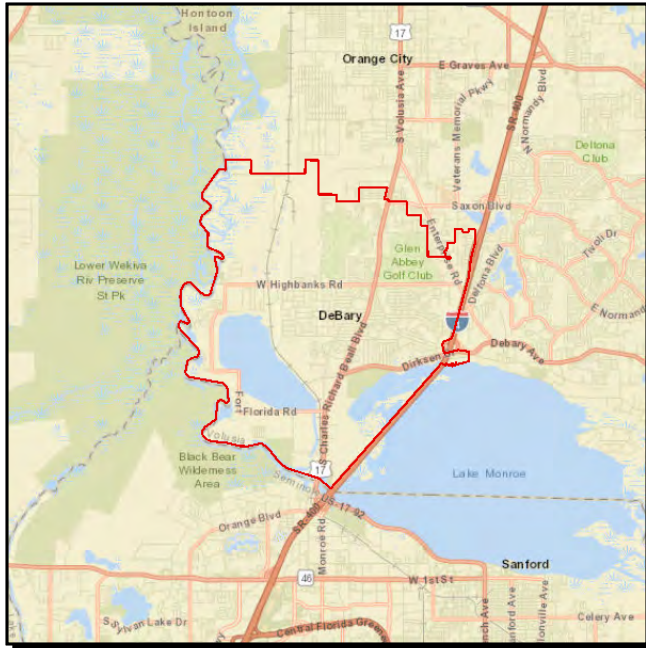 Hontoon
Island
17
Orange City
E Graves Ave
S Volusia Ave
Veterans Memorial Pkwy
SR-400
N Normandy Blvd
Deltona
Club
Saxon Blvd
Enterprise Rd
Tivoli Dr
Glen
Abbey
Golf Club
Lower Wekiva
Riv Preserve
St Pk
W Highbanks Rd
Deltona Blvd
E Normand
DeBary
S Charles Richard Beall Blvd
Dirksen
Debary Ave
Fort
Florida Rd
Volusia
Black Bear
Wilderness
Area
17
Lake Monroe
Seminole
US-17-92
Orange Blvd
SR-400
Monroe Rd
Sanford
46
W 1st St
S Sylvan Lake Dr
Central Florida Green
Celery Ave